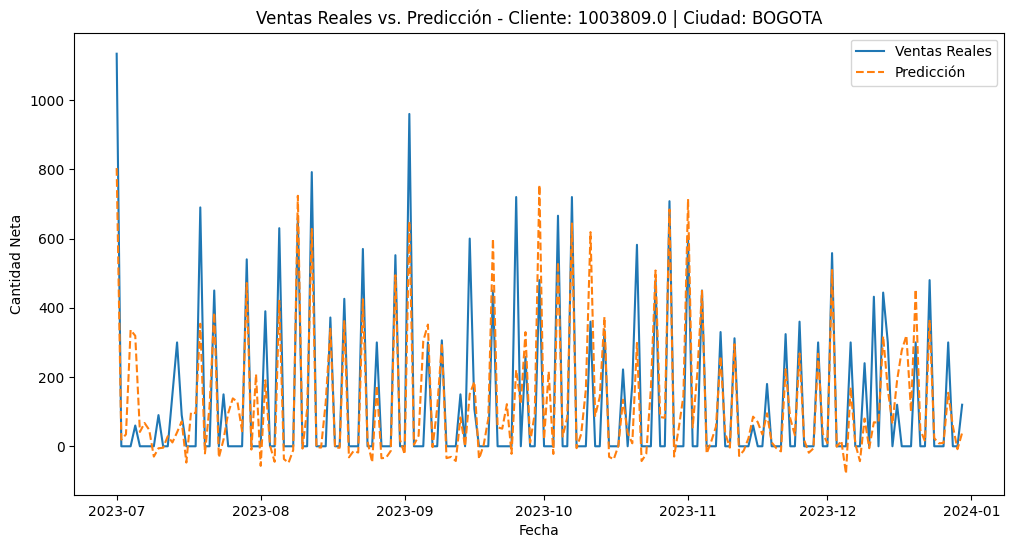 Ventas Reales vs. Predicción - Cliente: 1003809.0 | Ciudad: BOGOTA
Ventas Reales
Predicción
Cantidad Neta
1000
800
600
400
200
0
2023-07 2023-08 2023-09 2023-10 2023-11 2023-12 2024-01
Fecha